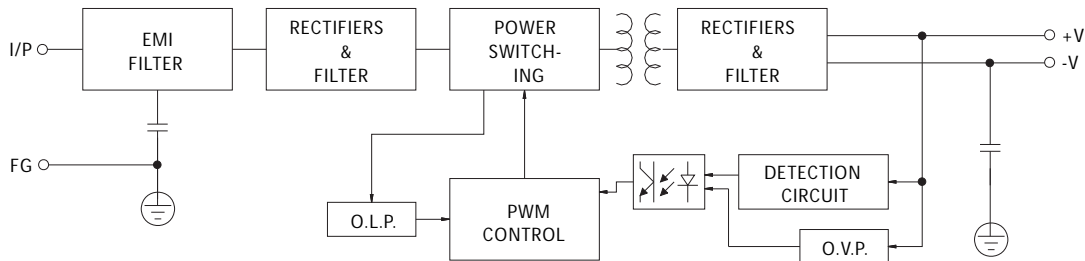 I/P
EMI
FILTER
RECTIFIERS
&
FILTER
POWER
SWITCH-
ING
RECTIFIERS
&
FILTER
+V
-V
FG
O.L.P.
PWM
CONTROL
DETECTION
CIRCUIT
O.V.P.